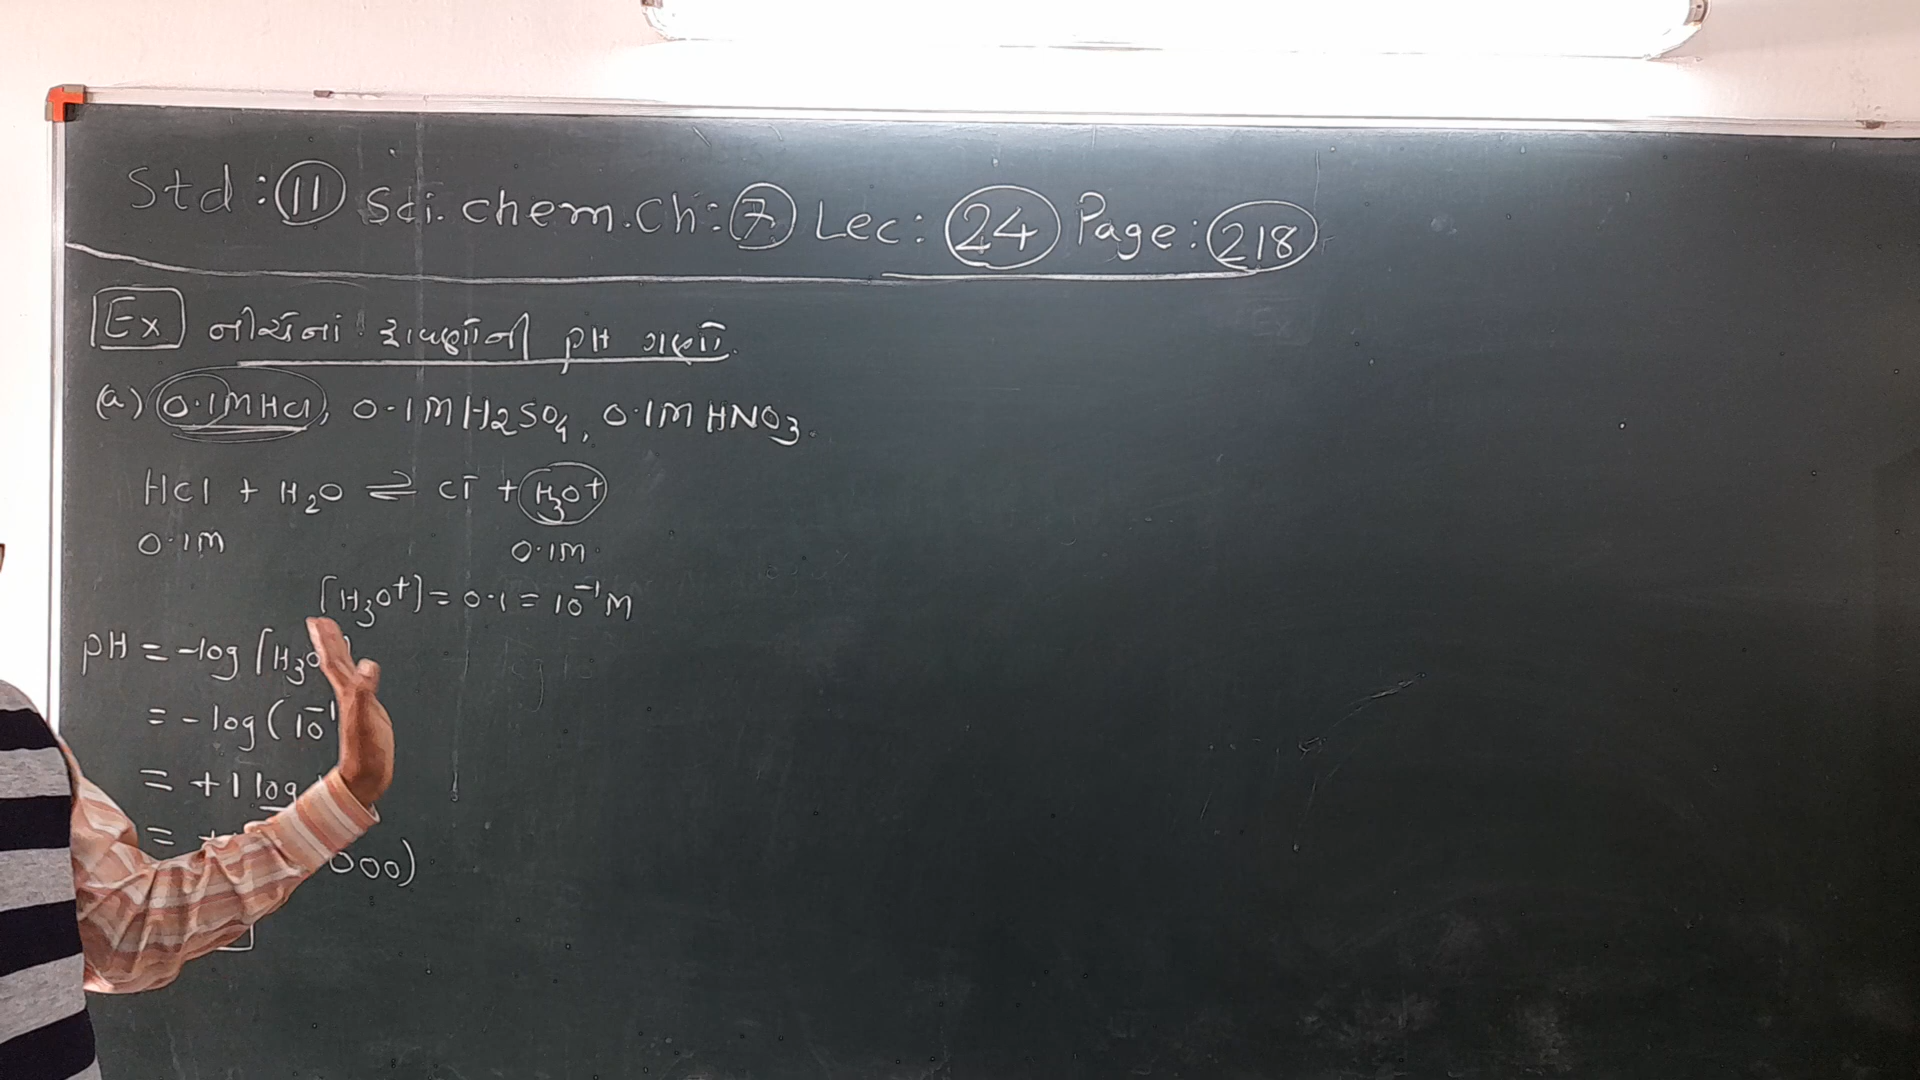 Std : 11 Sci. chem. Ch : 7 Lec : 24 Page : 218
Ex નીચેનાં દ્રાવણોની pH ગણો.
(a) 0.1M HCl, 0.1M H₂SO₄, 0.1M HNO₃.
HCl + H₂O ⇌ Cl⁻ + H₃O⁺
0.1M 0.1M
[H₃O⁺] = 0.1 = 10⁻¹ M
pH = -log [H₃O
= -log (10⁻¹
= +1 log
= +
000)